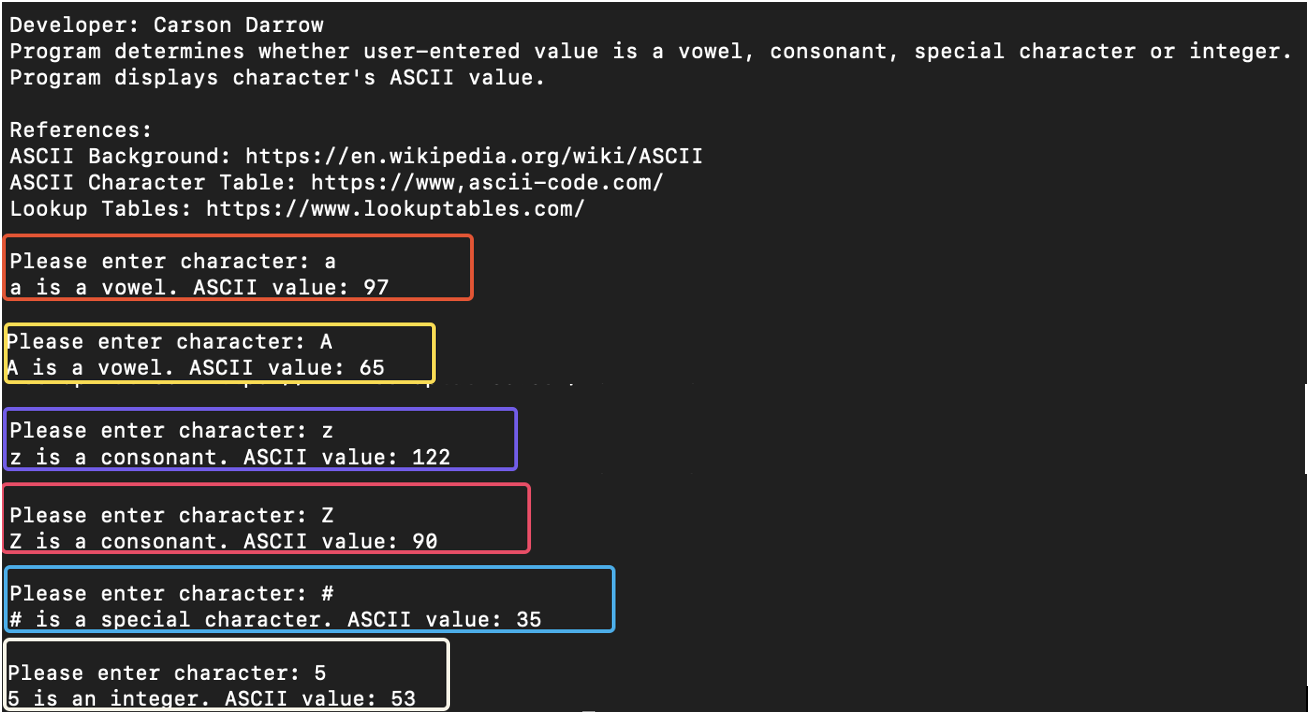 Developer: Carson Darrow
Program determines whether user-entered value is a vowel, consonant, special character or integer.
Program displays character's ASCII value.
References:
ASCII Background: https://en.wikipedia.org/wiki/ASCII
ASCII Character Table: https://www,ascii-code.com/
Lookup Tables: https://www.lookuptables.com/
Please enter character: a
a is a vowel. ASCII value: 97
Please enter character: A
A is a vowel. ASCII value: 65
Please enter character: z
z is a consonant. ASCII value: 122
Please enter character: Z
Z is a consonant. ASCII value: 90
Please enter character: #
# is a special character. ASCII value: 35
Please enter character: 5
5 is an integer. ASCII value: 53